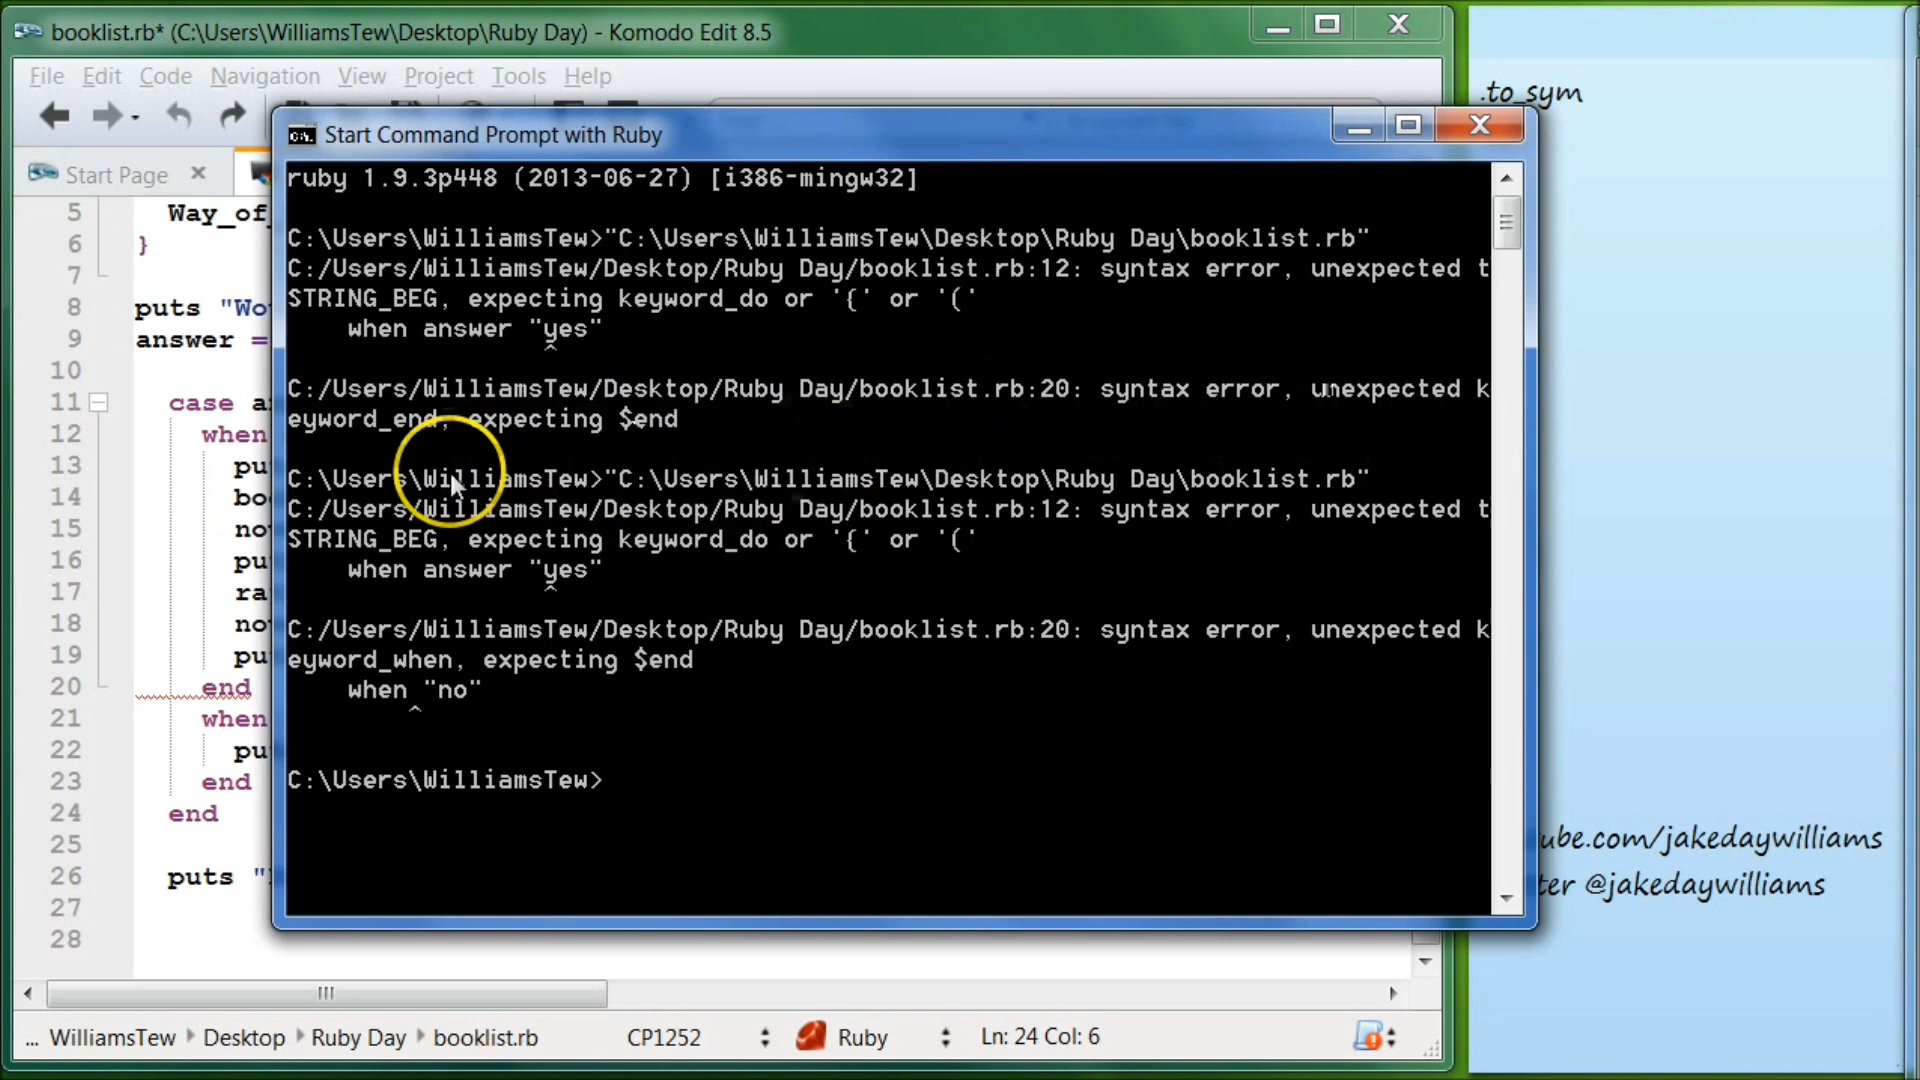 booklist.rb* (C:\Users\WilliamsTew\Desktop\Ruby Day) - Komodo Edit 8.5
File Edit Code Navigation View Project Tools Help
.to_sym
Start Command Prompt with Ruby
Start Page
ruby 1.9.3p448 (2013-06-27) [i386-mingw32]
C:\Users\WilliamsTew>"C:\Users\WilliamsTew\Desktop\Ruby Day\booklist.rb"
C:/Users/WilliamsTew/Desktop/Ruby Day/booklist.rb:12: syntax error, unexpected t
STRING_BEG, expecting keyword_do or '{' or '('
when answer "yes"
^
C:/Users/WilliamsTew/Desktop/Ruby Day/booklist.rb:20: syntax error, unexpected k
eyword_end, expecting $end
C:\Users\WilliamsTew>"C:\Users\WilliamsTew\Desktop\Ruby Day\booklist.rb"
C:/Users/WilliamsTew/Desktop/Ruby Day/booklist.rb:12: syntax error, unexpected t
STRING_BEG, expecting keyword_do or '{' or '('
when answer "yes"
^
C:/Users/WilliamsTew/Desktop/Ruby Day/booklist.rb:20: syntax error, unexpected k
eyword_when, expecting $end
when "no"
^
C:\Users\WilliamsTew>
5 Way_of_
6 }
7
8 puts "Wo
9 answer =
10
11 case a
12 when
13 pu
14 boo
15 no
16 pu
17 ra
18 no
19 pu
20 end
21 when
22 pu
23 end
24 end
25
26 puts "
27
28
ube.com/jakedaywilliams
ter @jakedaywilliams
... WilliamsTew Desktop Ruby Day booklist.rb CP1252 Ruby Ln: 24 Col: 6